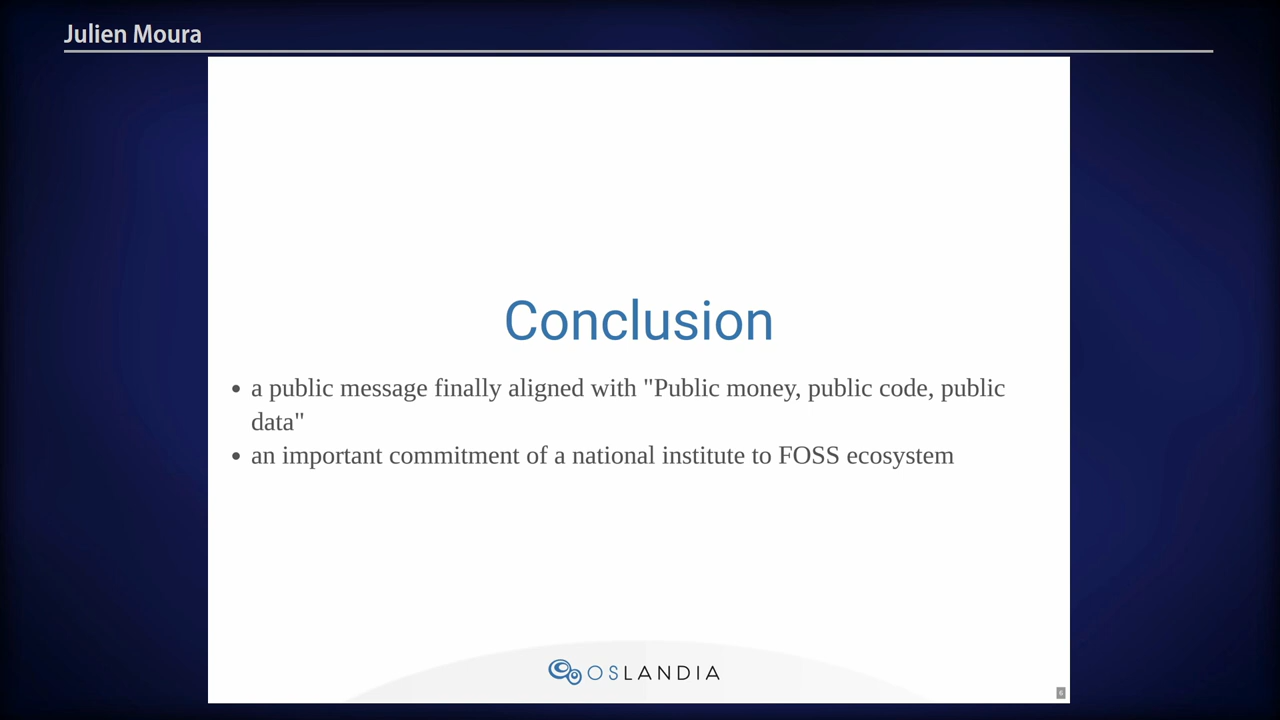 Julien Moura
Conclusion
• a public message finally aligned with "Public money, public code, public
data"
• an important commitment of a national institute to FOSS ecosystem
OSLANDIA
6